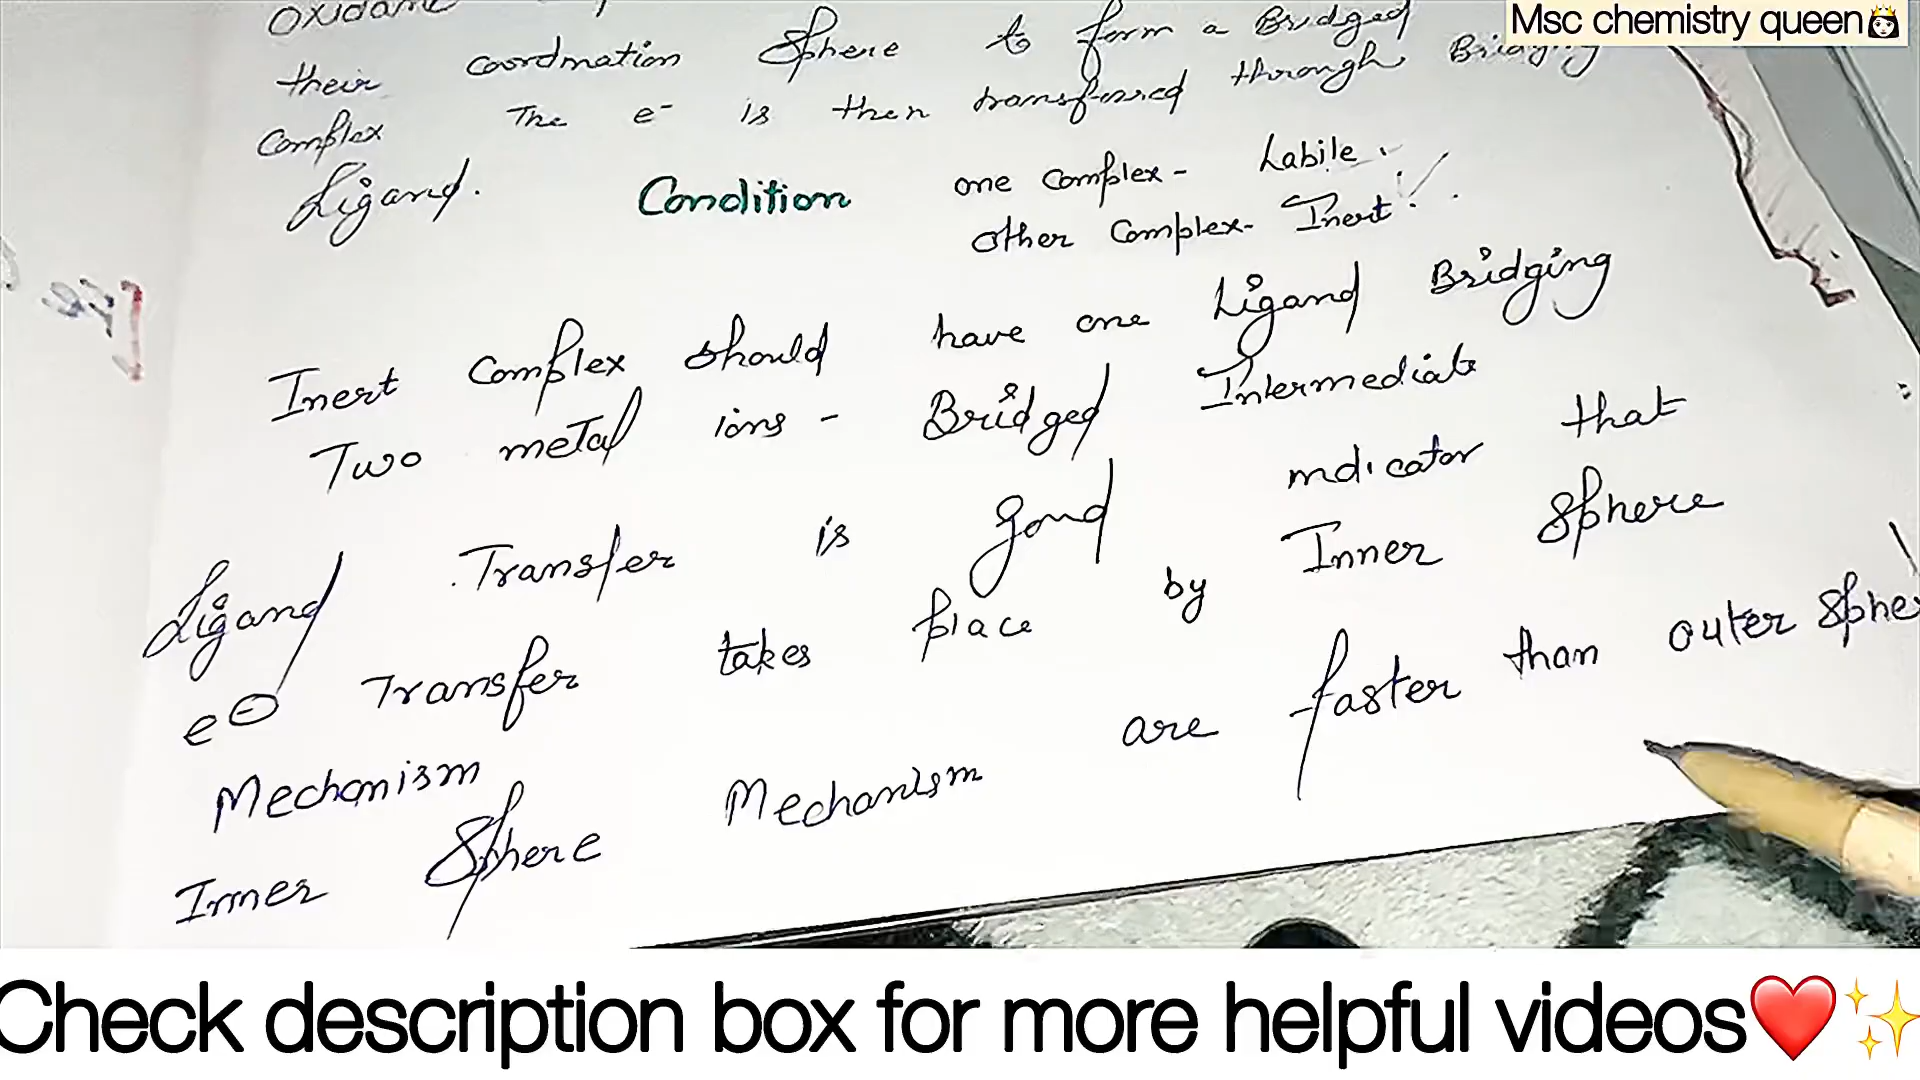 Msc chemistry queen👸🏻
Oxidant
their coordination Sphere to form a Bridged
Complex The e- is then transferred through Bridging
Ligand.
Condition one Complex- Labile
other Complex- Inert
Inert Complex should have one Ligand Bridging
Two metal ions - Bridged Intermediate
Ligand Transfer is good indicator that
e⊖ Transfer takes place by Inner Sphere
Mechanism
Inner Sphere Mechanism are faster than outer Sphe
Check description box for more helpful videos❤️✨